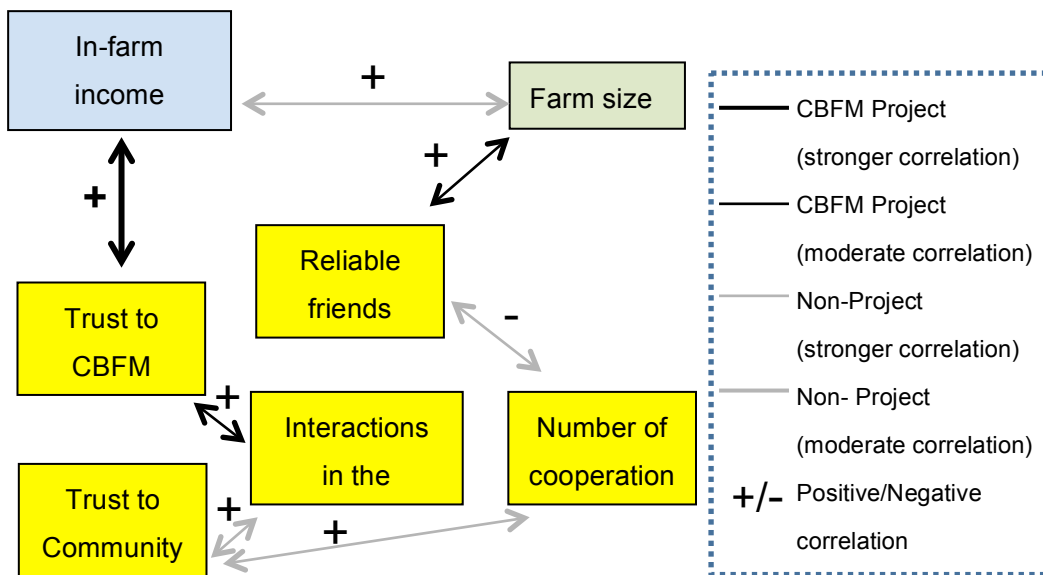 In-farm
income
+
Farm size
+
+
Reliable
friends
-
Trust to
CBFM
+
Interactions
in the
Number of
cooperation
Trust to
Community
+
+
CBFM Project
(stronger correlation)
CBFM Project
(moderate correlation)
Non-Project
(stronger correlation)
Non- Project
(moderate correlation)
+/- Positive/Negative
correlation